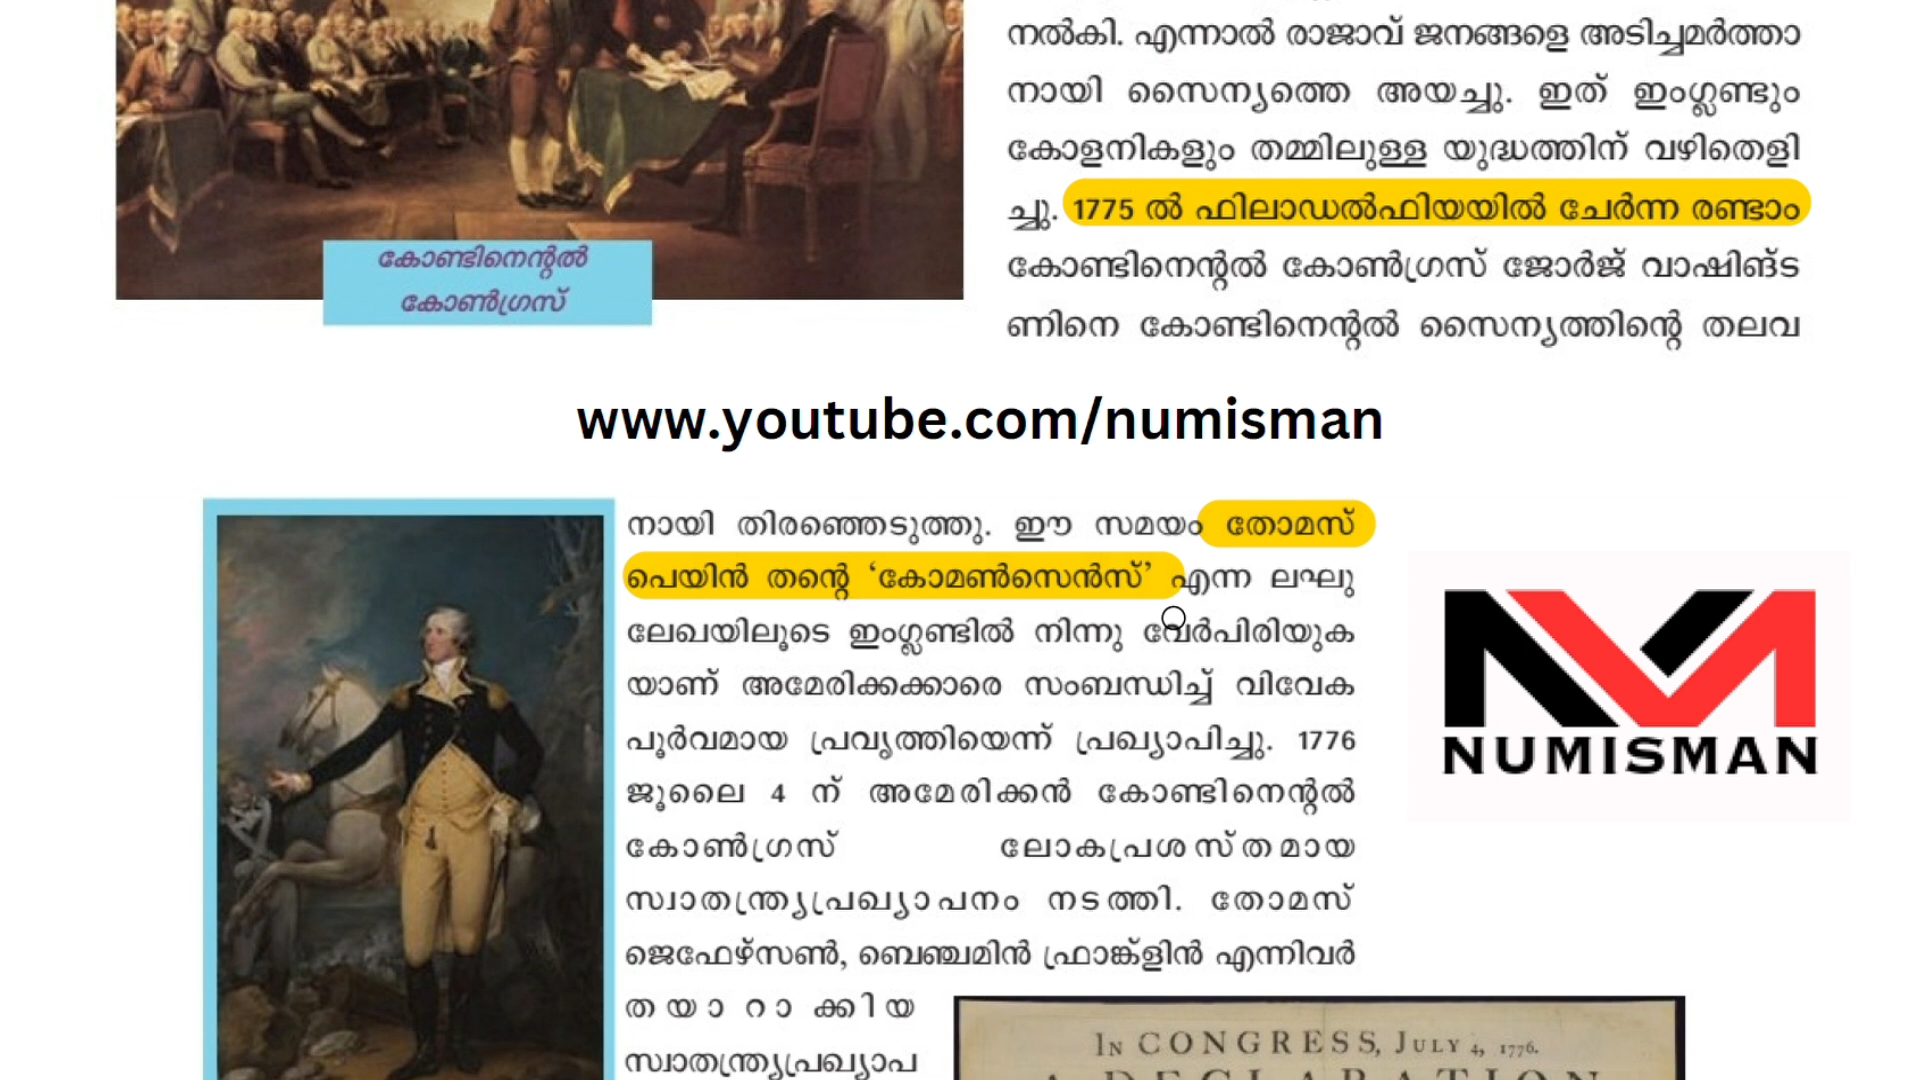 നൽകി. എന്നാൽ രാജാവ് ജനങ്ങളെ അടിച്ചമർത്താ
നായി സൈന്യത്തെ അയച്ചു. ഇത് ഇംഗ്ലണ്ടും
കോളനികളും തമ്മിലുള്ള യുദ്ധത്തിന് വഴിതെളി
ച്ചു. 1775 ൽ ഫിലാഡൽഫിയയിൽ ചേർന്ന രണ്ടാം
കോണ്ടിനെന്റൽ കോൺഗ്രസ് ജോർജ് വാഷിങ്ട
ണിനെ കോണ്ടിനെന്റൽ സൈന്യത്തിന്റെ തലവ
കോണ്ടിനെന്റൽ
കോൺഗ്രസ്
www.youtube.com/numisman
നായി തിരഞ്ഞെടുത്തു. ഈ സമയം തോമസ്
പെയിൻ തന്റെ ‘കോമൺസെൻസ്’ എന്ന ലഘു
ലേഖയിലൂടെ ഇംഗ്ലണ്ടിൽ നിന്നു വേർപിരിയുക
യാണ് അമേരിക്കക്കാരെ സംബന്ധിച്ച് വിവേക
പൂർവമായ പ്രവൃത്തിയെന്ന് പ്രഖ്യാപിച്ചു. 1776
ജൂലൈ 4 ന് അമേരിക്കൻ കോണ്ടിനെന്റൽ
കോൺഗ്രസ് ലോകപ്രശസ്തമായ
സ്വാതന്ത്ര്യപ്രഖ്യാപനം നടത്തി. തോമസ്
ജെഫേഴ്സൺ, ബെഞ്ചമിൻ ഫ്രാങ്ക്ളിൻ എന്നിവർ
തയാറാക്കിയ
സ്വാതന്ത്ര്യപ്രഖ്യാപ
NUMISMAN
IN CONGRESS, JULY 4, 1776.
A DECLARATION